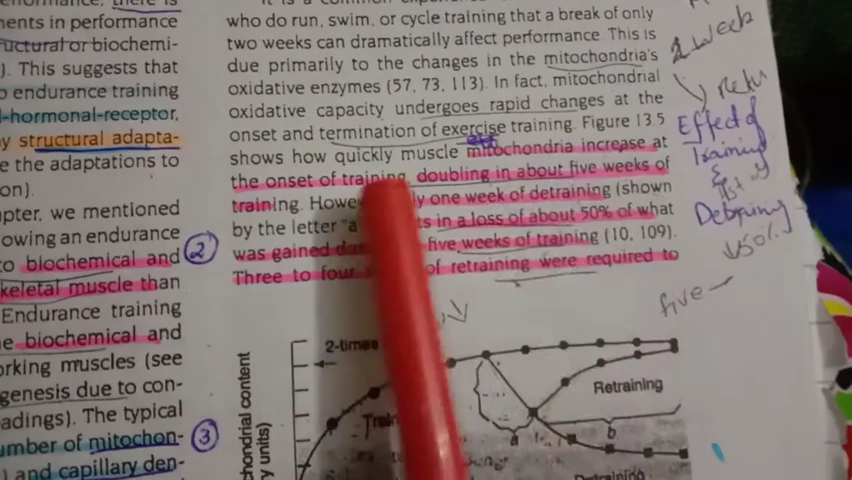 ormance, there is
ments in performance
uctural or biochemi-
). This suggests that
o endurance training
l-hormonal-receptor,
y structural adapta-
e the adaptations to
on).
pter, we mentioned
owing an endurance
to biochemical and
keletal muscle than
Endurance training
e biochemical and
orking muscles (see
genesis due to con-
adings). The typical
umber of mitochon-
) and capillary den-
2
3
who do run, swim, or cycle training that a break of only
two weeks can dramatically affect performance. This is
due primarily to the changes in the mitochondria's
oxidative enzymes (57, 73, 113). In fact, mitochondrial
oxidative capacity undergoes rapid changes at the
onset and termination of exercise training. Figure 13.5
shows how quickly muscle mitochondria increase at
the onset of training, doubling in about five weeks of
training. However one week of detraining (shown
by the letter "a in a loss of about 50% of what
was gained five weeks of training (10, 109).
Three to four of retraining were required to
week
Effect of
Training
&
Detraining
↓50%
five
2-times
Retraining
a
b
Detraining